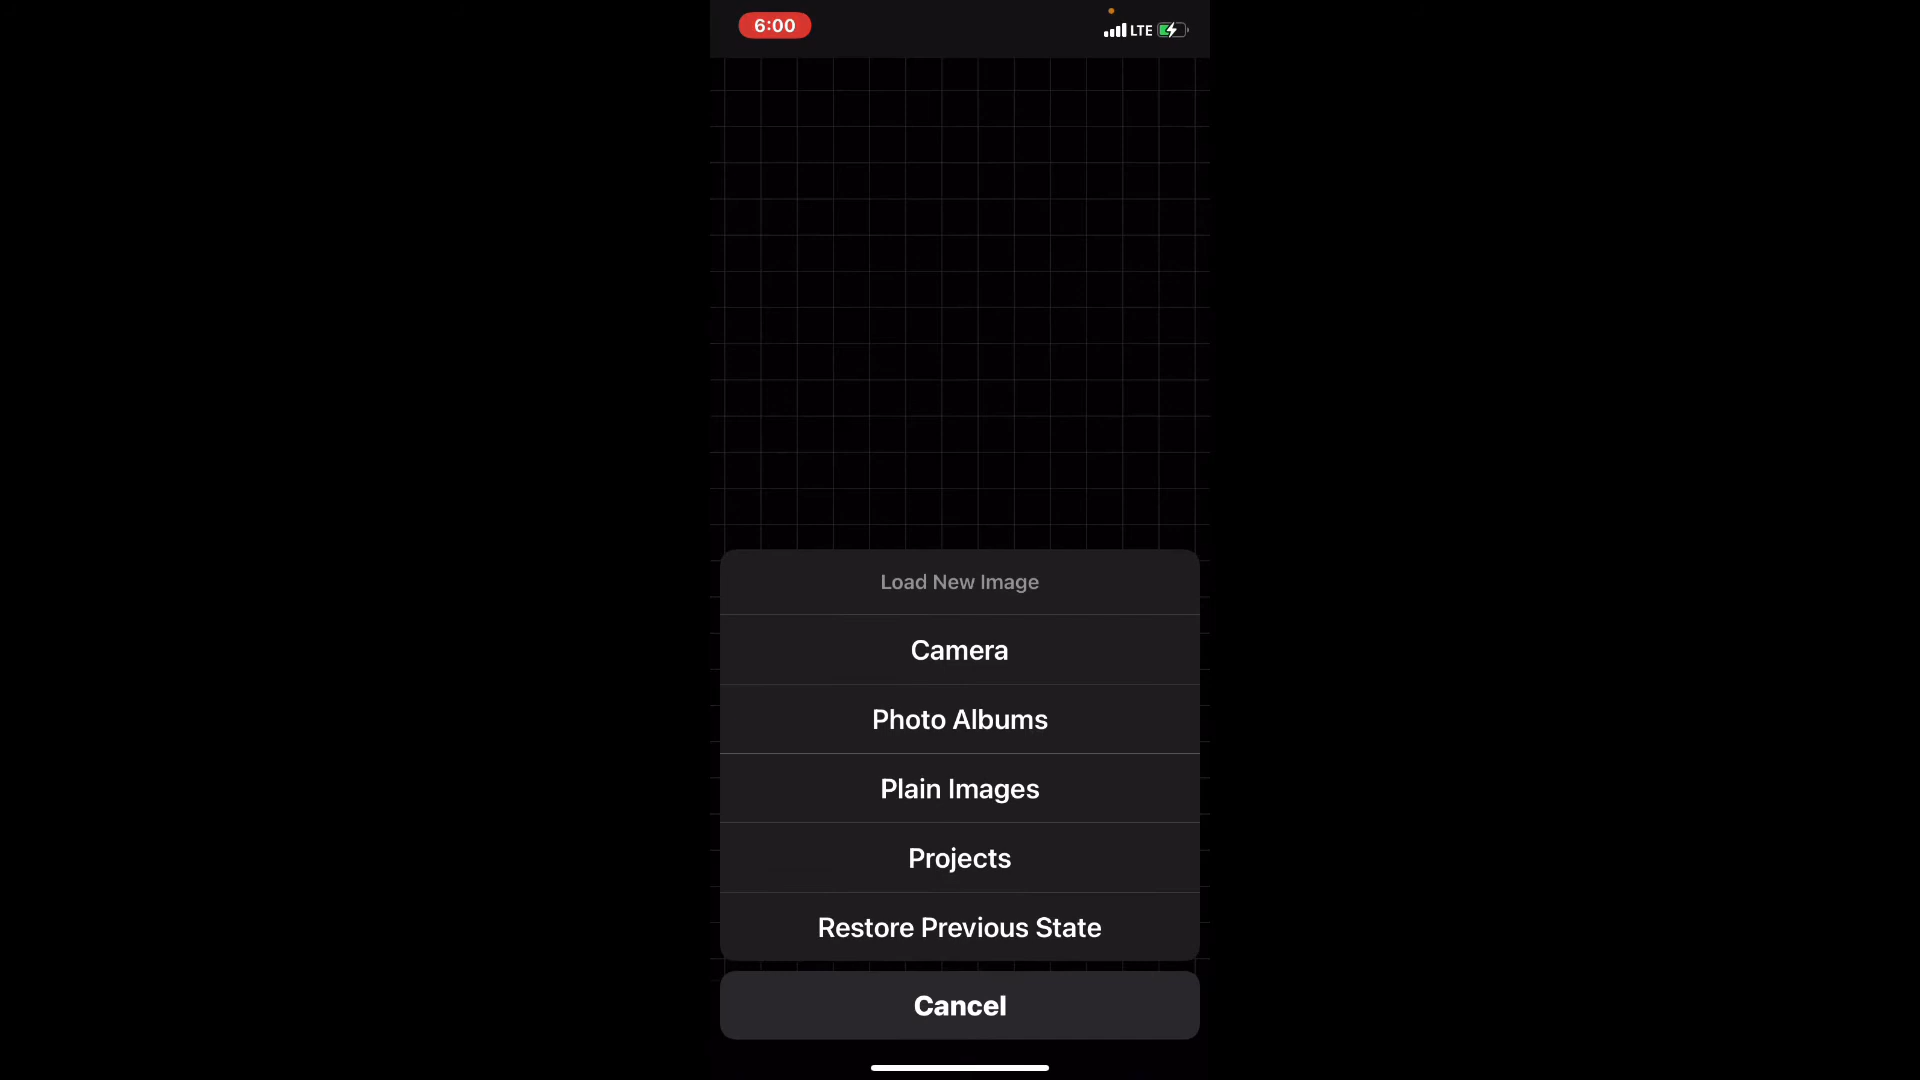 6:00
LTE
Load New Image
Camera
Photo Albums
Plain Images
Projects
Restore Previous State
Cancel